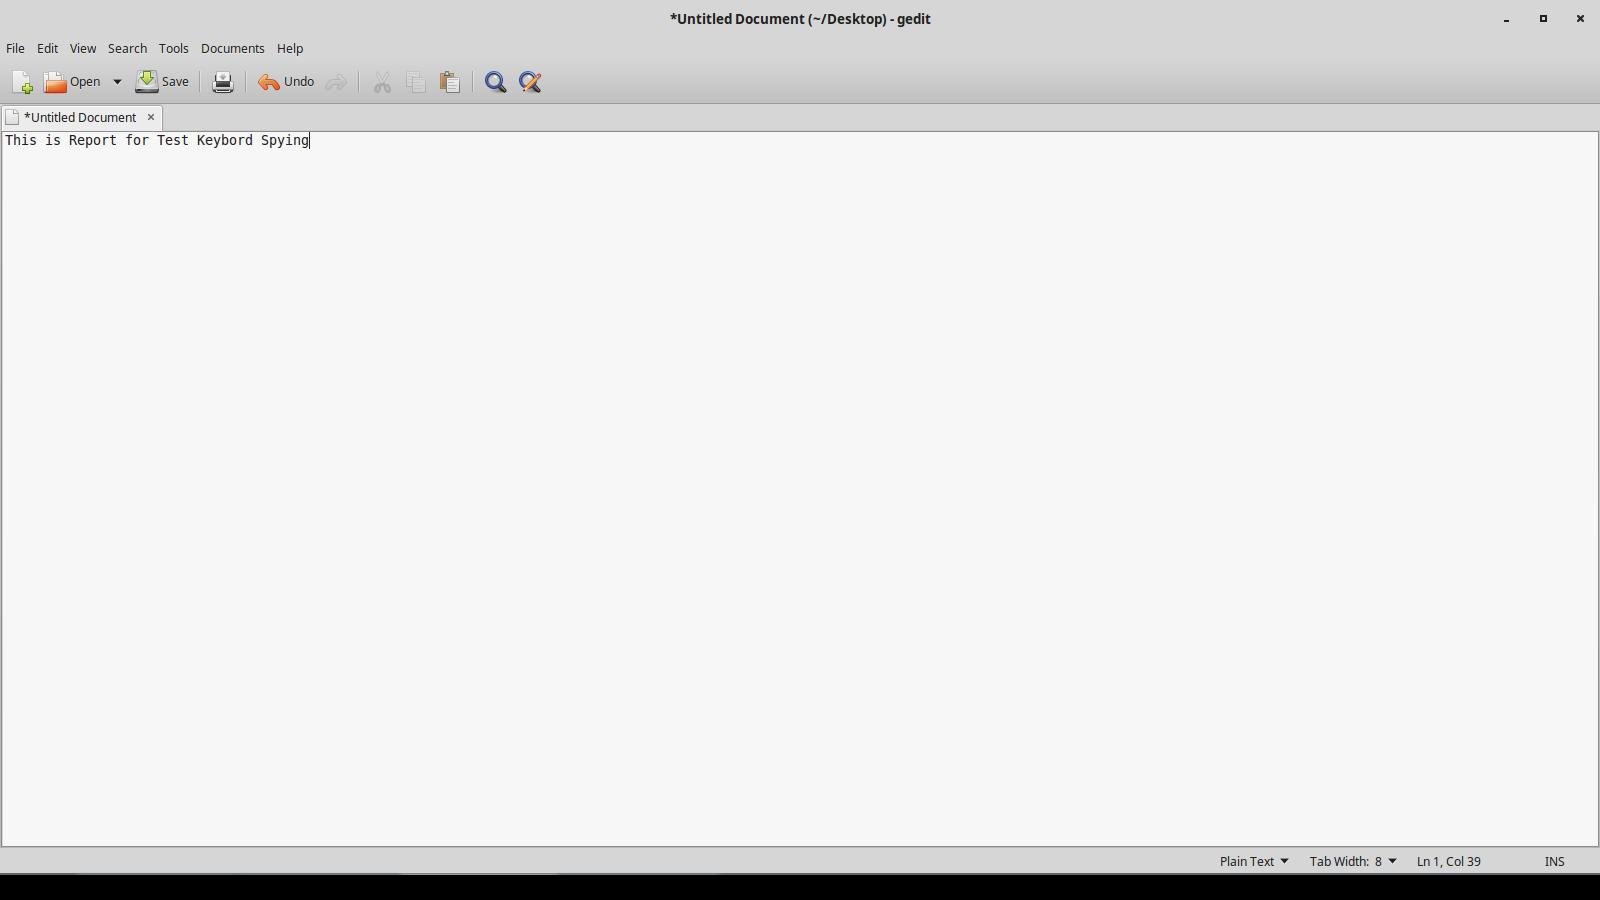 *Untitled Document (~/Desktop) - gedit
File Edit View Search Tools Documents Help
Open Save Undo
*Untitled Document
This is Report for Test Keybord Spying
Plain Text Tab Width: 8 Ln 1, Col 39 INS